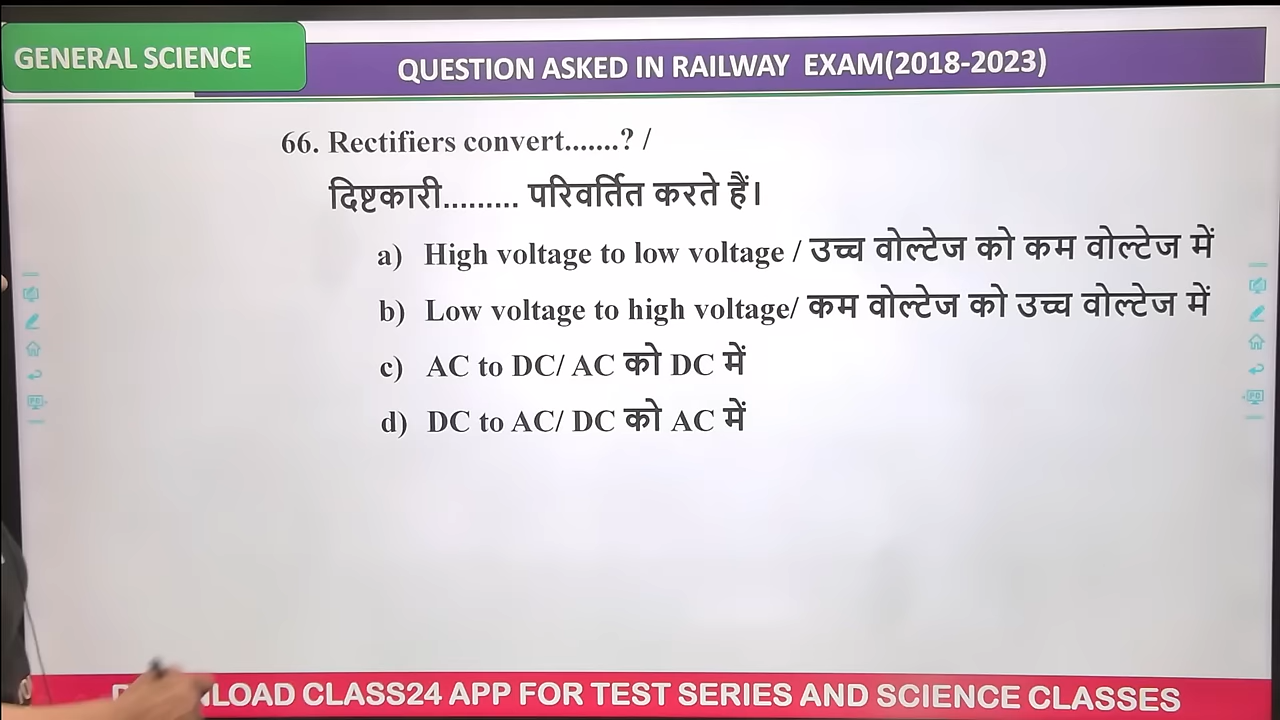 GENERAL SCIENCE
QUESTION ASKED IN RAILWAY EXAM(2018-2023)
66. Rectifiers convert.......? /
दिष्टकारी......... परिवर्तित करते हैं।
a) High voltage to low voltage / उच्च वोल्टेज को कम वोल्टेज में
b) Low voltage to high voltage/ कम वोल्टेज को उच्च वोल्टेज में
c) AC to DC/ AC को DC में
d) DC to AC/ DC को AC में
LOAD CLASS24 APP FOR TEST SERIES AND SCIENCE CLASSES